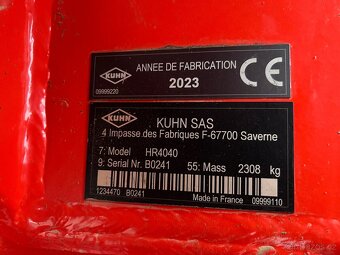 KUHN
ANNEE DE FABRICATION
2023
CE
09999220
KUHN
KUHN SAS
4 Impasse des Fabriques F-67700 Saverne
7: Model HR4040
9: Serial Nr. B0241 55: Mass 2308 kg
1234470 B0241
Made in France 09999110